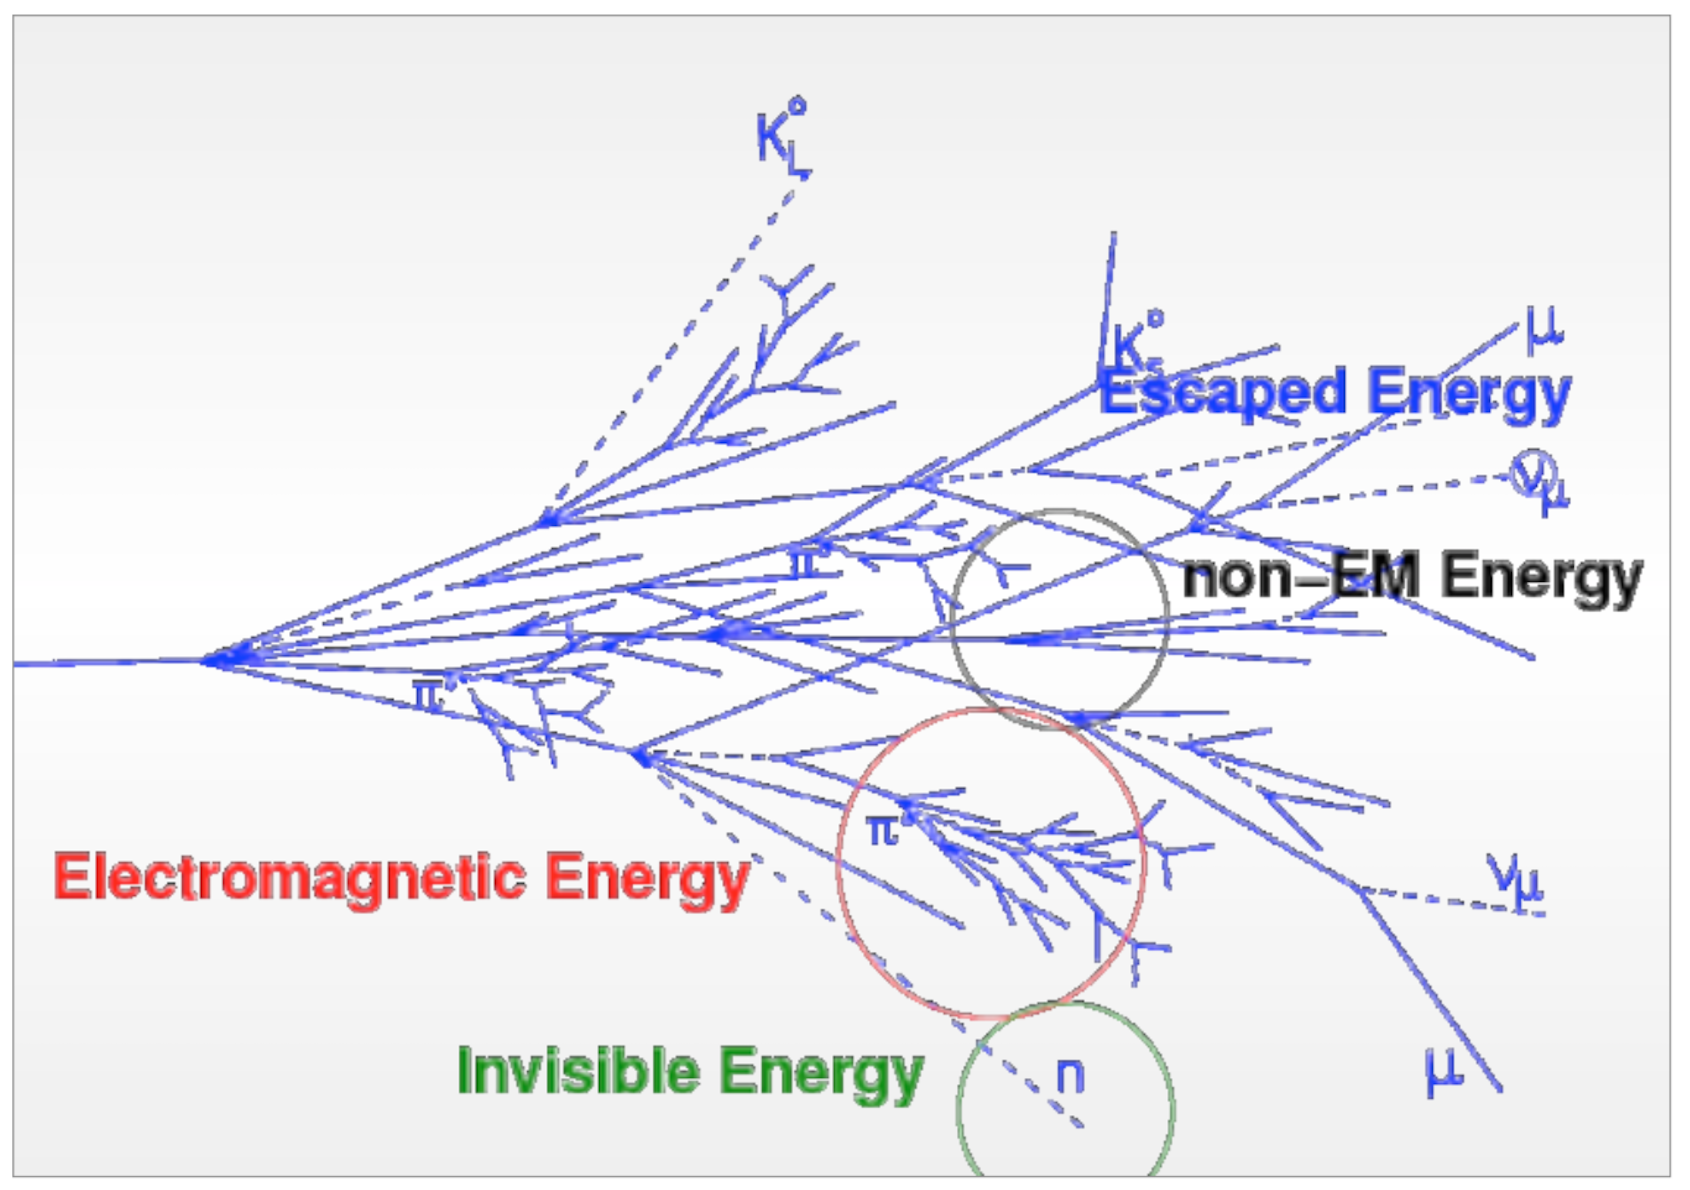 K°L
K°S
μ
Escaped Energy
νμ
π°
non–EM Energy
π°
π°
Electromagnetic Energy
νμ
Invisible Energy
n
μ